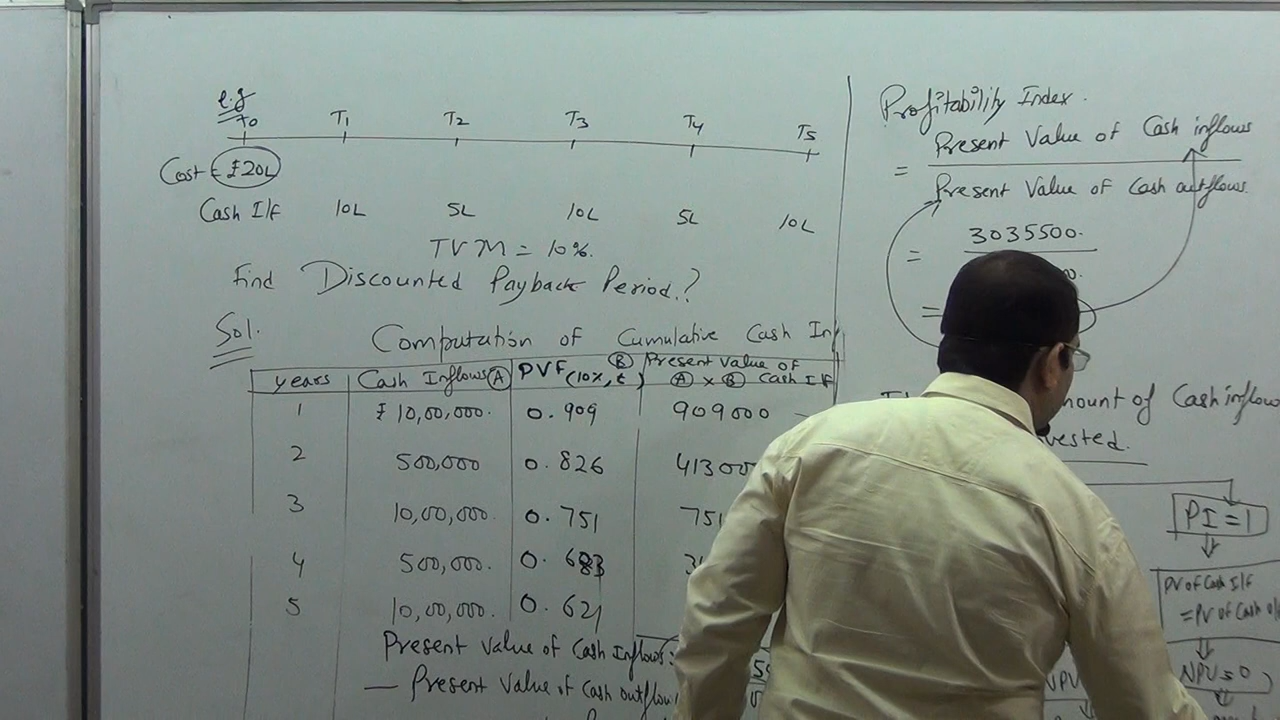 e.g
T0 T1 T2 T3 T4 T5
Cost ₹20L
Cash I/f 10L 5L 10L 5L 10L
TVM = 10%.
Find Discounted Payback Period.?
Sol. Computation of Cumulative Cash In
years Cash Inflows (A) PVF(10%, t) (B) Present Value of
(A) x (B) Cash I/f
1 ₹ 10,00,000. 0.909 909000
2 500,000 0.826 41300
3 10,00,000. 0.751 751
4 500,000. 0.683
5 10,00,000. 0.621
Present Value of Cash Inflows:
— Present Value of Cash outflow
Profitability Index.
= Present Value of Cash inflows
Present Value of Cash outflows.
= 3035500.
=
mount of Cash inflow
vested.
PI = 1
PV of Cash I/f
= PV of Cash o/
NPV = 0
NPV